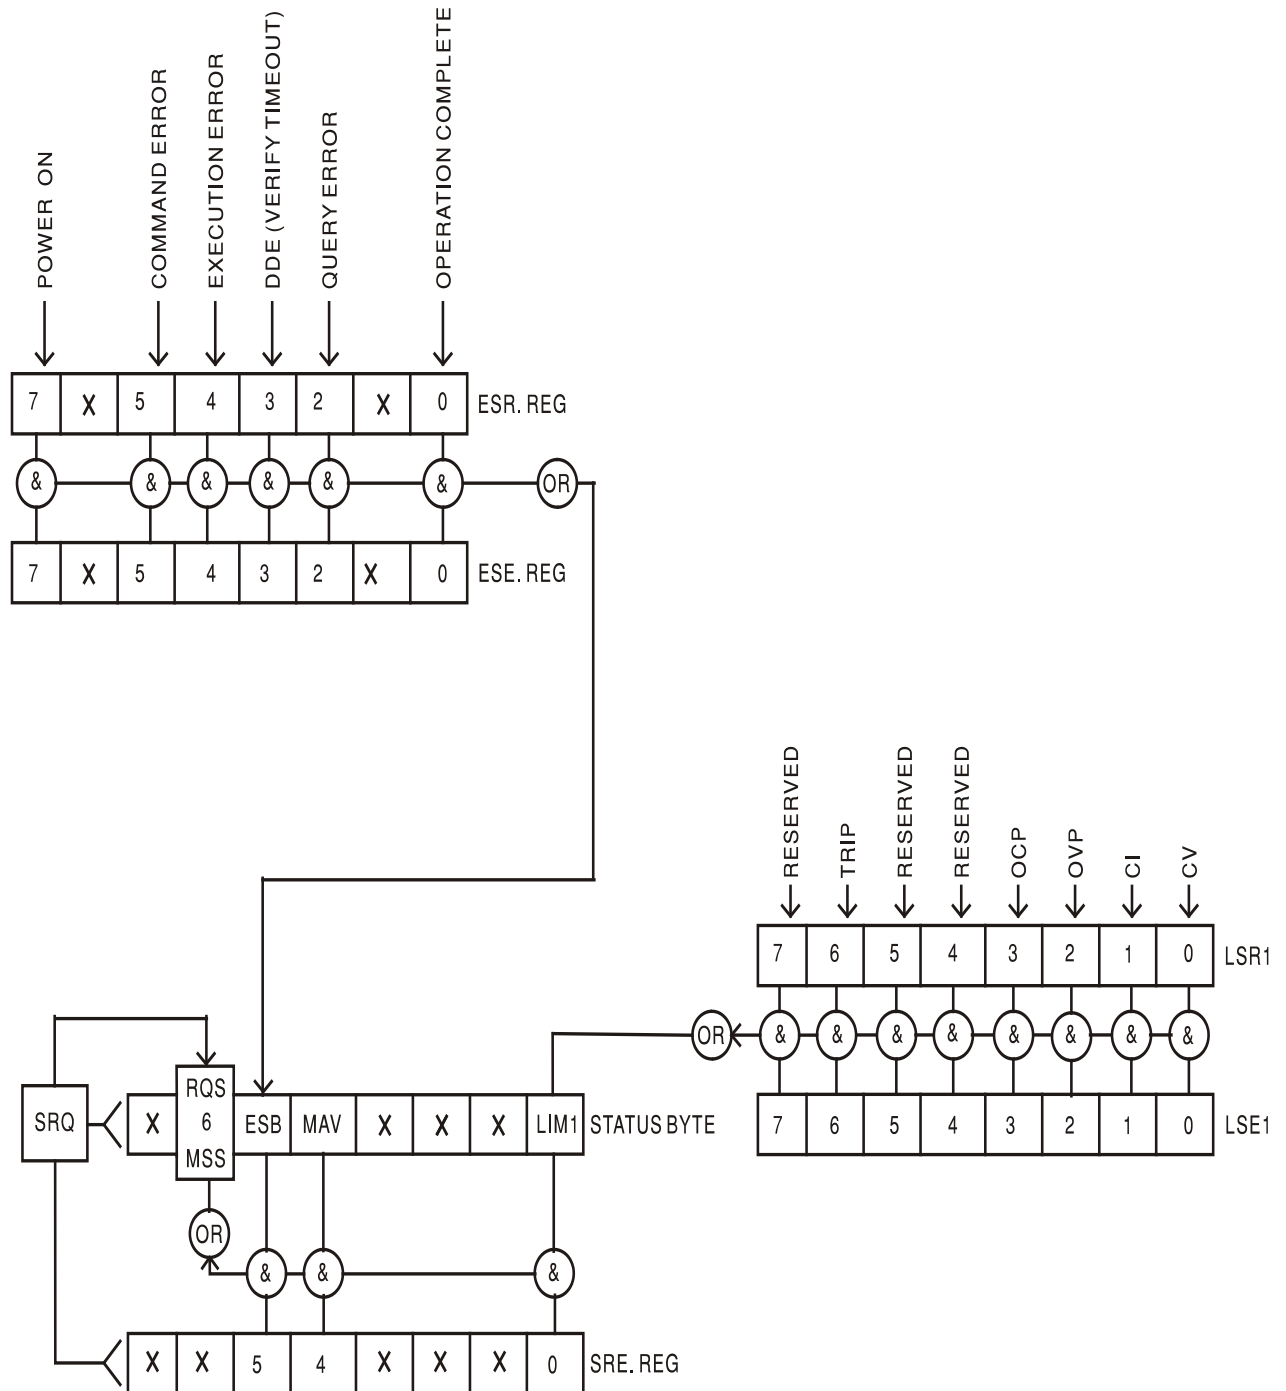 POWER ON
COMMAND ERROR
EXECUTION ERROR
DDE (VERIFY TIMEOUT)
QUERY ERROR
OPERATION COMPLETE
7 X 5 4 3 2 X 0 ESR. REG
& & & & & & OR
7 X 5 4 3 2 X 0 ESE. REG
RESERVED
TRIP
RESERVED
RESERVED
OCP
OVP
CI
CV
7 6 5 4 3 2 1 0 LSR1
OR & & & & & & & &
7 6 5 4 3 2 1 0 LSE1
SRQ
RQS
X 6 ESB MAV X X X LIM1 STATUS BYTE
MSS
OR
& & &
X X 5 4 X X X 0 SRE. REG